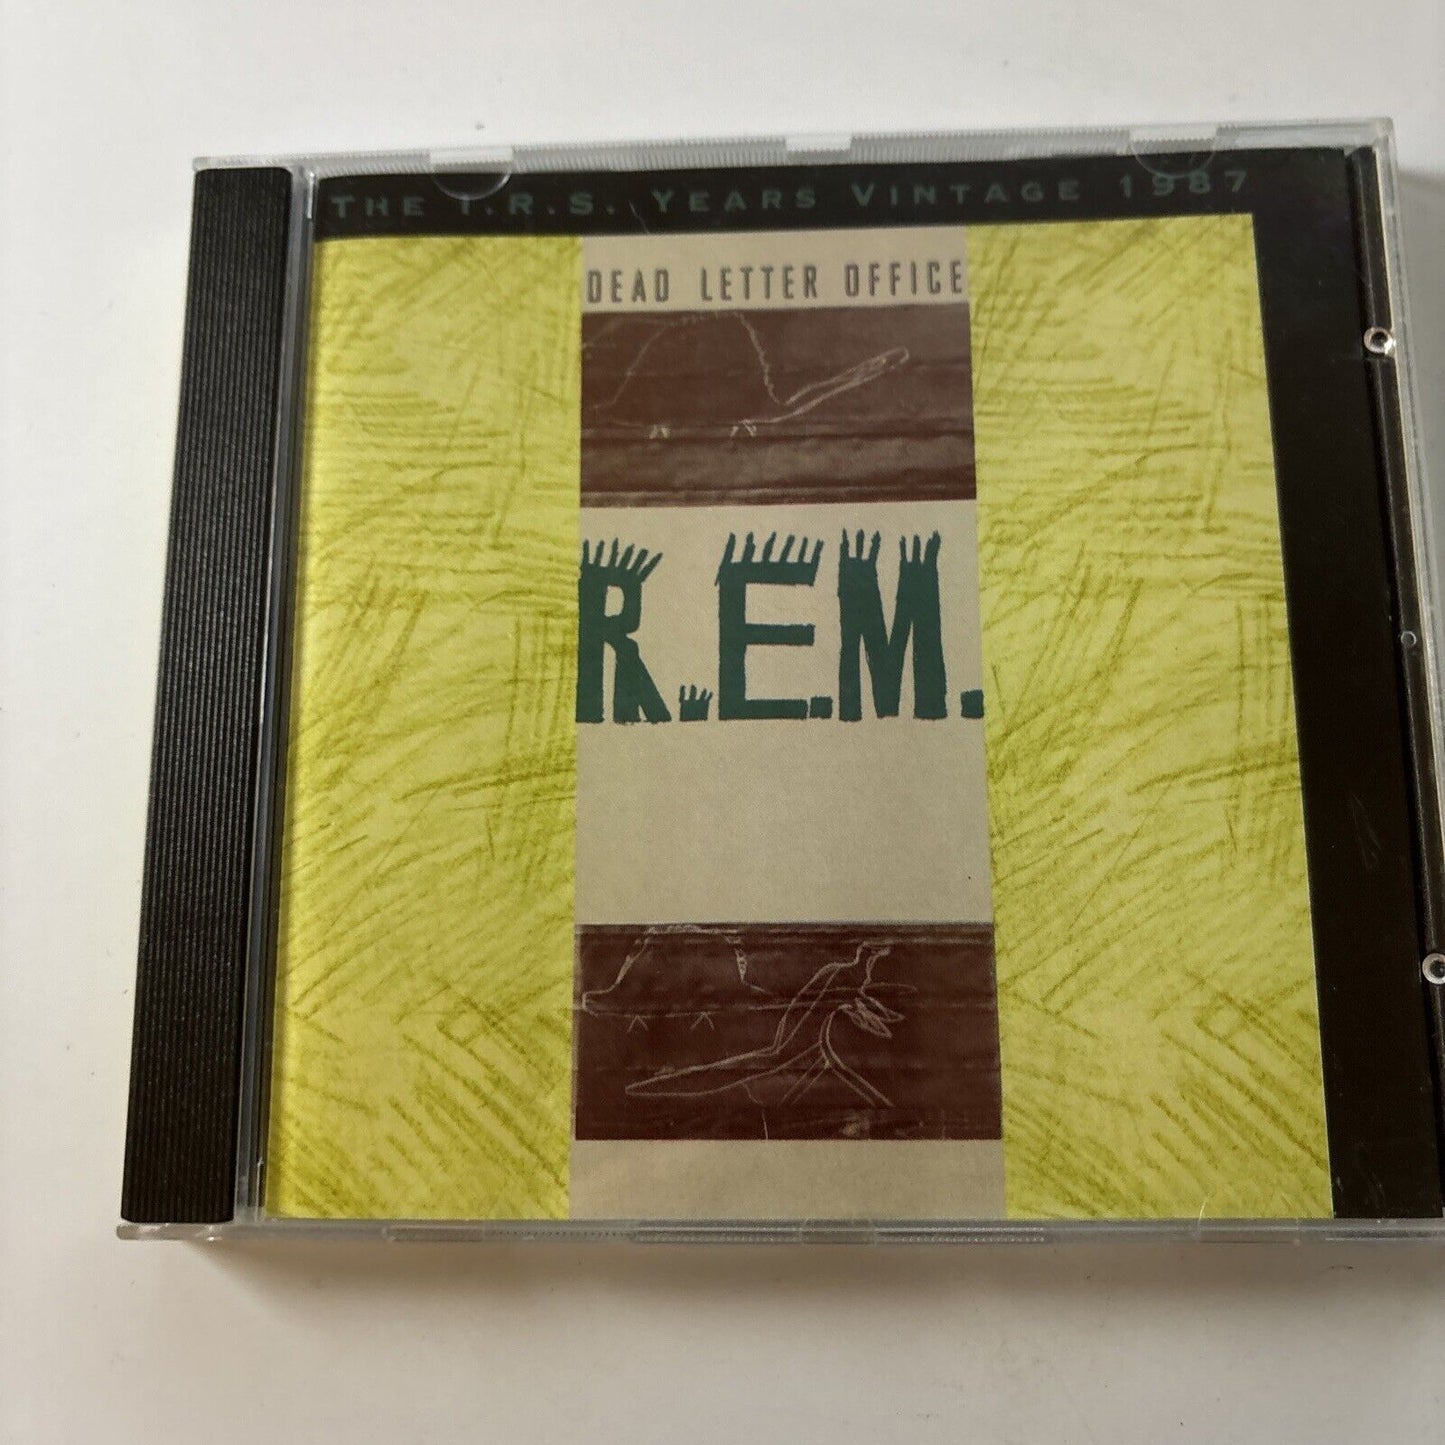 THE I.R.S. YEARS VINTAGE 1987
DEAD LETTER OFFICE
R.E.M.